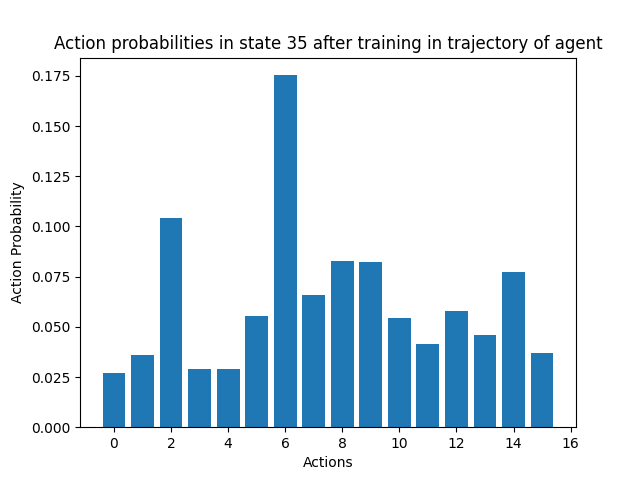 Action probabilities in state 35 after training in trajectory of agent
0.175
0.150
0.125
0.100
0.075
0.050
0.025
0.000
Action Probability
0 2 4 6 8 10 12 14 16
Actions